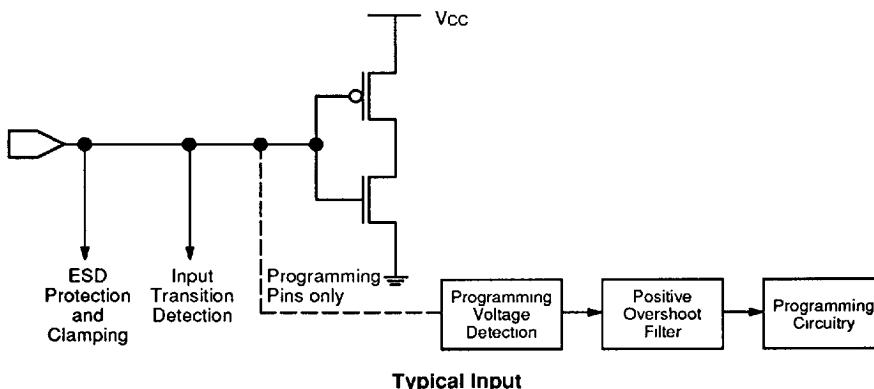 VCC
ESD
Protection
and
Clamping
Input
Transition
Detection
Programming
Pins only
Programming
Voltage
Detection
Positive
Overshoot
Filter
Programming
Circuitry
Typical Input